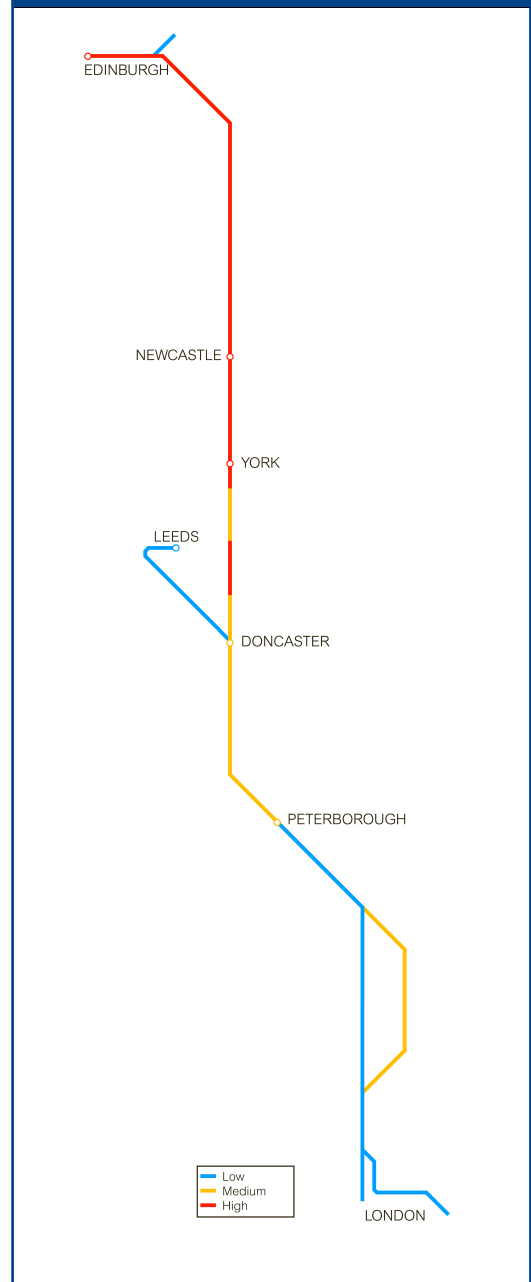 EDINBURGH
NEWCASTLE
YORK
LEEDS
DONCASTER
PETERBOROUGH
Low
Medium
High
LONDON